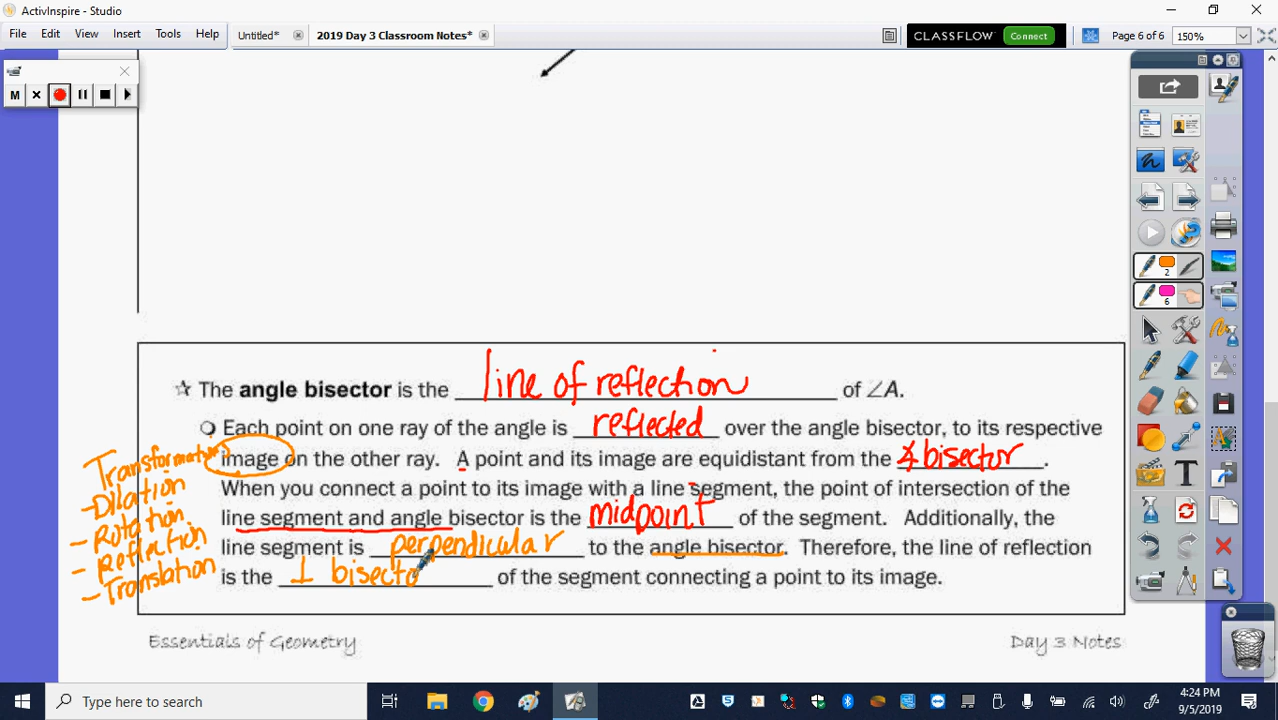 ActivInspire - Studio
File Edit View Insert Tools Help Untitled* 2019 Day 3 Classroom Notes* CLASSFLOW Connect Page 6 of 6 150%
M
2
6
☆ The angle bisector is the line of reflection of ∠A.
Each point on one ray of the angle is reflected over the angle bisector, to its respective
image on the other ray. A point and its image are equidistant from the ∡bisector.
When you connect a point to its image with a line segment, the point of intersection of the
line segment and angle bisector is the midpoint of the segment. Additionally, the
line segment is perpendicular to the angle bisector. Therefore, the line of reflection
is the ⊥ bisecto of the segment connecting a point to its image.
Transformations
- Dilation
- Rotation
- Reflection
- Translation
Essentials of Geometry Day 3 Notes
Type here to search
4:24 PM
9/5/2019